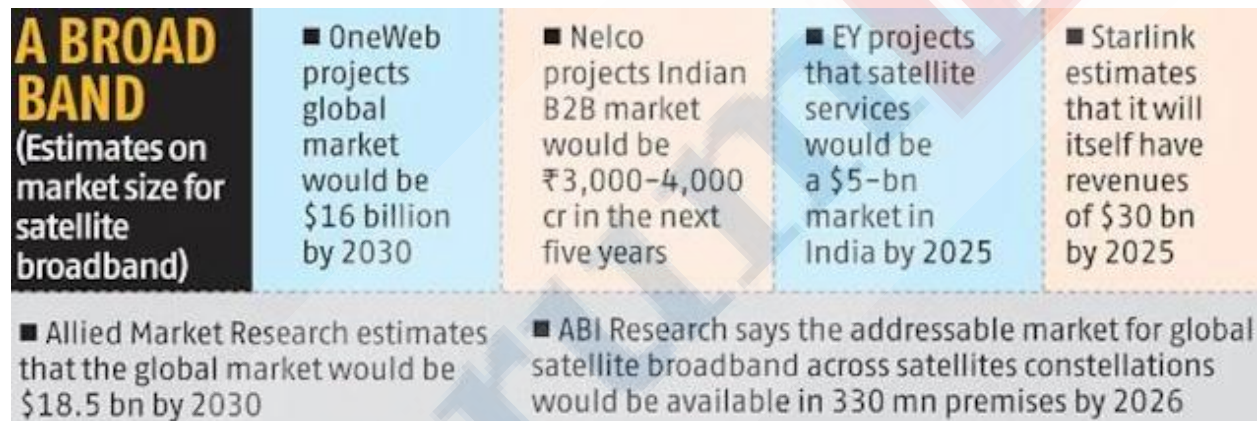 A BROAD
BAND
(Estimates on
market size for
satellite
broadband)
■ OneWeb
projects
global
market
would be
$16 billion
by 2030
■ Nelco
projects Indian
B2B market
would be
₹3,000–4,000
cr in the next
five years
■ EY projects
that satellite
services
would be
a $5-bn
market in
India by 2025
■ Starlink
estimates
that it will
itself have
revenues
of $30 bn
by 2025
■ Allied Market Research estimates
that the global market would be
$18.5 bn by 2030
■ ABI Research says the addressable market for global
satellite broadband across satellites constellations
would be available in 330 mn premises by 2026